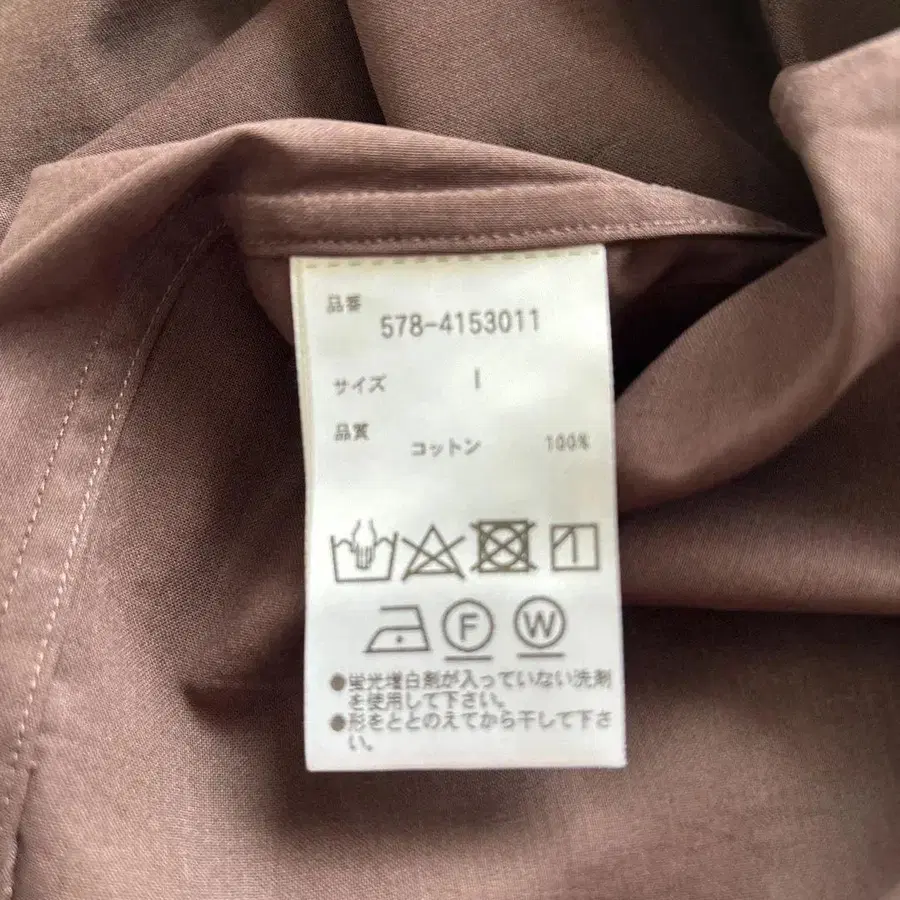 品番
578-4153011
サイズ I
品質
コットン 100%
F W
●蛍光増白剤が入っていない洗剤
を使用して下さい。
●形をととのえてから干して下さ
い。